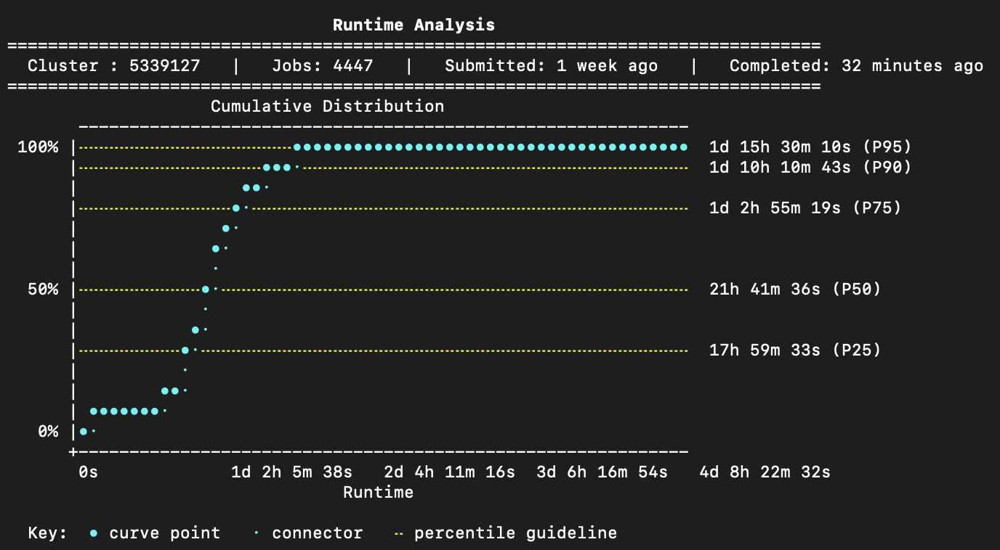 Runtime Analysis
================================================================================
Cluster : 5339127 | Jobs: 4447 | Submitted: 1 week ago | Completed: 32 minutes ago
================================================================================
Cumulative Distribution
100% 1d 15h 30m 10s (P95)
1d 10h 10m 43s (P90)
1d 2h 55m 19s (P75)
50% 21h 41m 36s (P50)
17h 59m 33s (P25)
0%
0s 1d 2h 5m 38s 2d 4h 11m 16s 3d 6h 16m 54s 4d 8h 22m 32s
Runtime
Key: ● curve point · connector -- percentile guideline